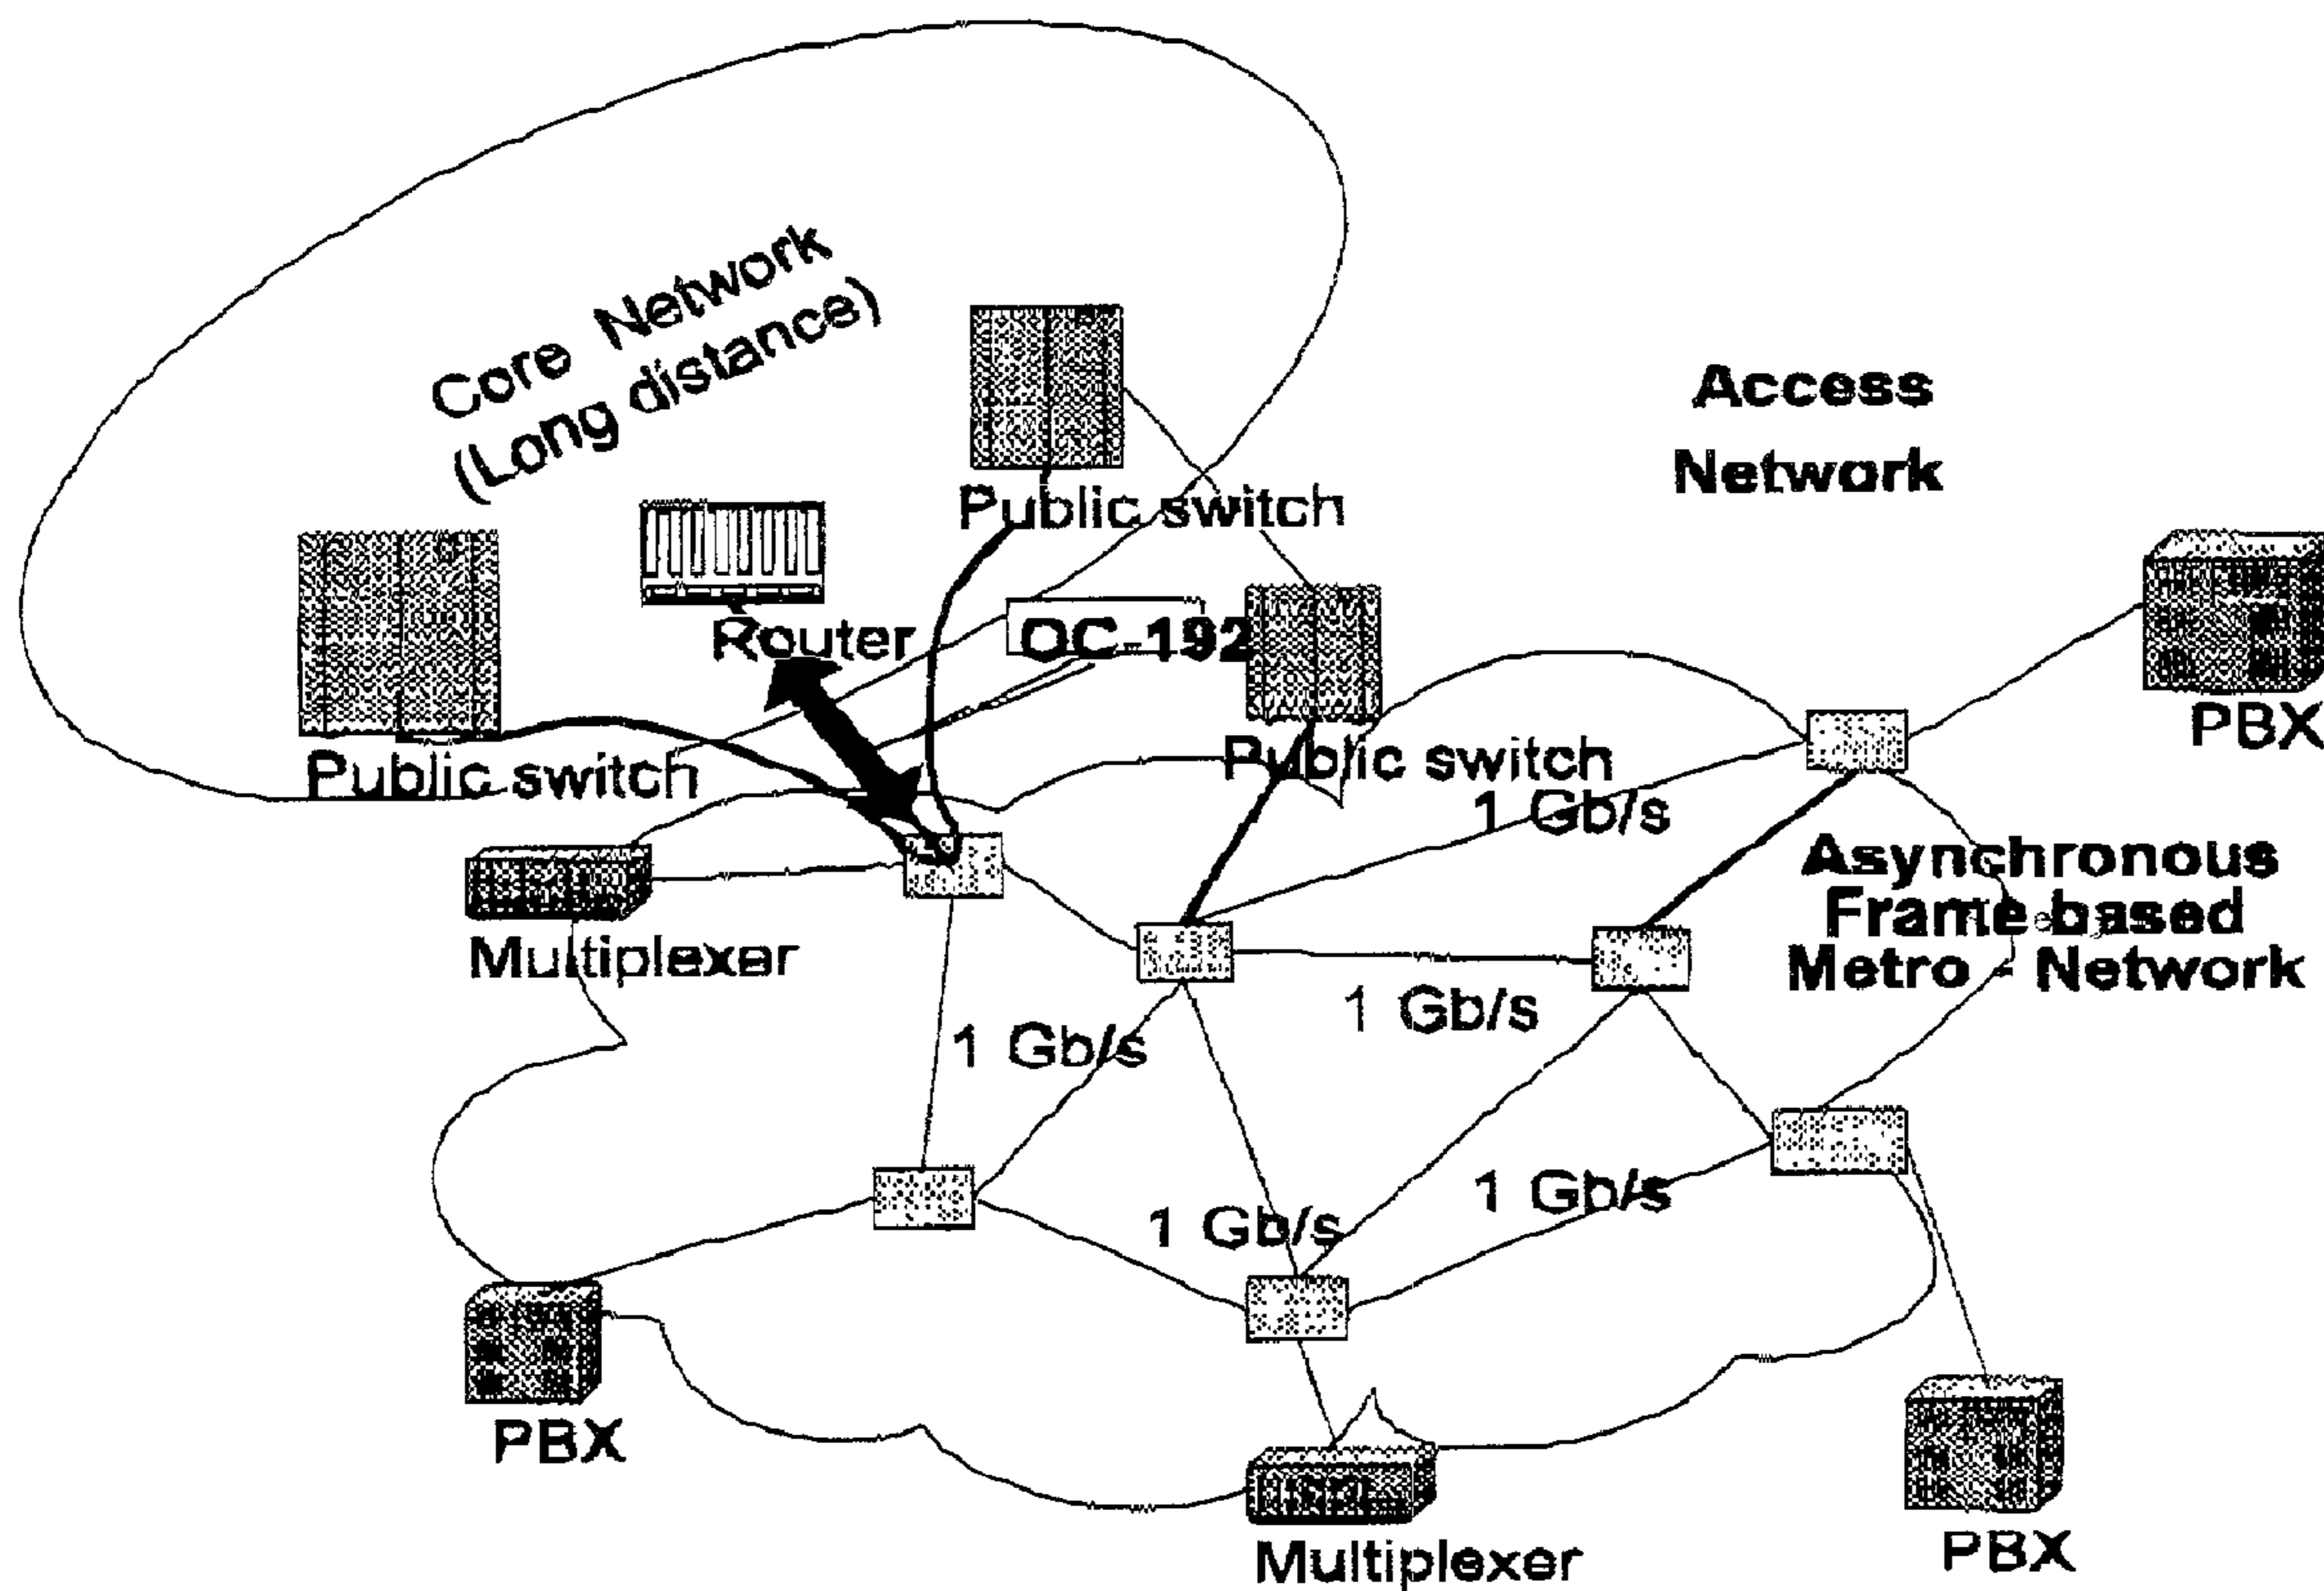 Core Network
(Long distance)
Access
Network
Public switch
Router
OC-192
PBX
Public switch
Public switch
1 Gb/s
Asynchronous
Frame based
Metro - Network
Multiplexer
1 Gb/s
1 Gb/s
1 Gb/s
1 Gb/s
PBX
Multiplexer
PBX